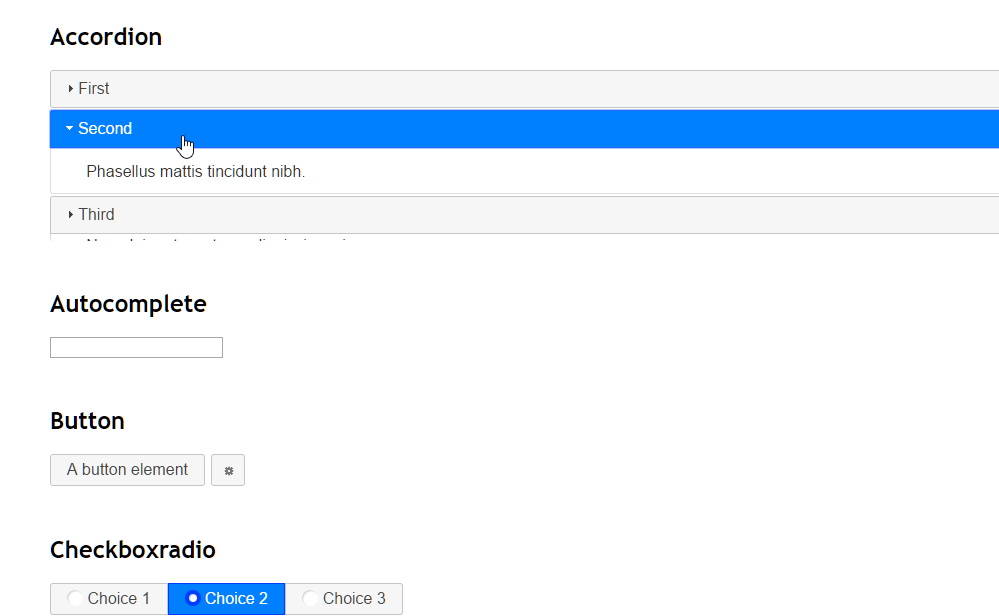 Accordion
First
Second
Phasellus mattis tincidunt nibh.
Third
Autocomplete
Button
A button element
Checkboxradio
Choice 1 Choice 2 Choice 3